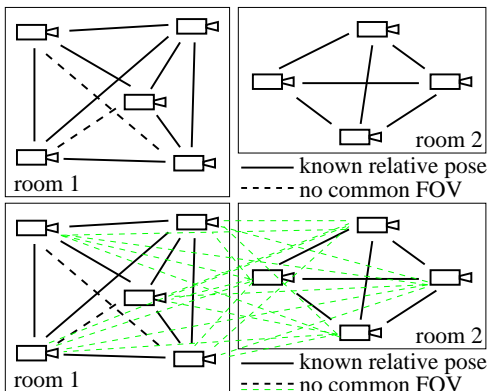 room 1
room 2
known relative pose
no common FOV
room 1
room 2
known relative pose
no common FOV